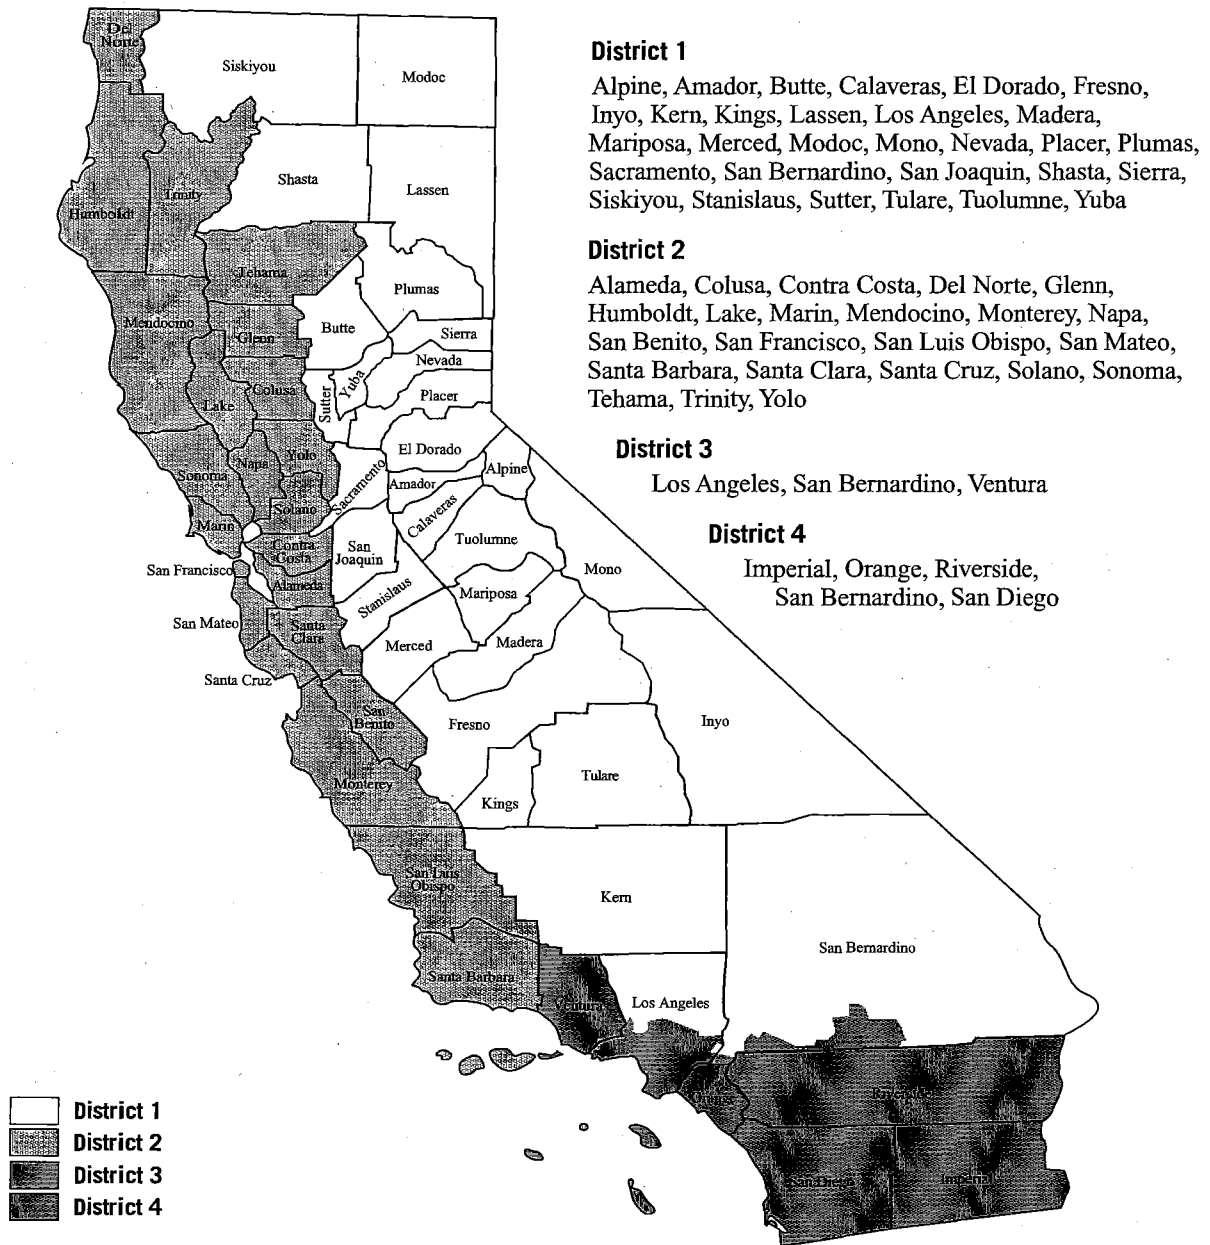 District 1
Alpine, Amador, Butte, Calaveras, El Dorado, Fresno,
Inyo, Kern, Kings, Lassen, Los Angeles, Madera,
Mariposa, Merced, Modoc, Mono, Nevada, Placer, Plumas,
Sacramento, San Bernardino, San Joaquin, Shasta, Sierra,
Siskiyou, Stanislaus, Sutter, Tulare, Tuolumne, Yuba
District 2
Alameda, Colusa, Contra Costa, Del Norte, Glenn,
Humboldt, Lake, Marin, Mendocino, Monterey, Napa,
San Benito, San Francisco, San Luis Obispo, San Mateo,
Santa Barbara, Santa Clara, Santa Cruz, Solano, Sonoma,
Tehama, Trinity, Yolo
District 3
Los Angeles, San Bernardino, Ventura
District 4
Imperial, Orange, Riverside,
San Bernardino, San Diego
Del
Norte
Siskiyou
Modoc
Shasta
Lassen
Trinity
Humboldt
Tehama
Plumas
Mendocino
Butte
Glenn
Sierra
Nevada
Yuba
Colusa
Sutter
Placer
Lake
El Dorado
Yolo
Napa
Sonoma
Sacramento
Alpine
Amador
Solano
Calaveras
Marin
Tuolumne
Contra
Costa
San
Joaquin
San Francisco
Mono
Alameda
Stanislaus
Mariposa
San Mateo
Santa
Clara
Merced
Madera
Santa Cruz
San
Benito
Fresno
Inyo
Monterey
Tulare
Kings
San Luis
Obispo
Kern
San Bernardino
Santa Barbara
Ventura
Los Angeles
Orange
Riverside
San Diego
Imperial
District 1
District 2
District 3
District 4